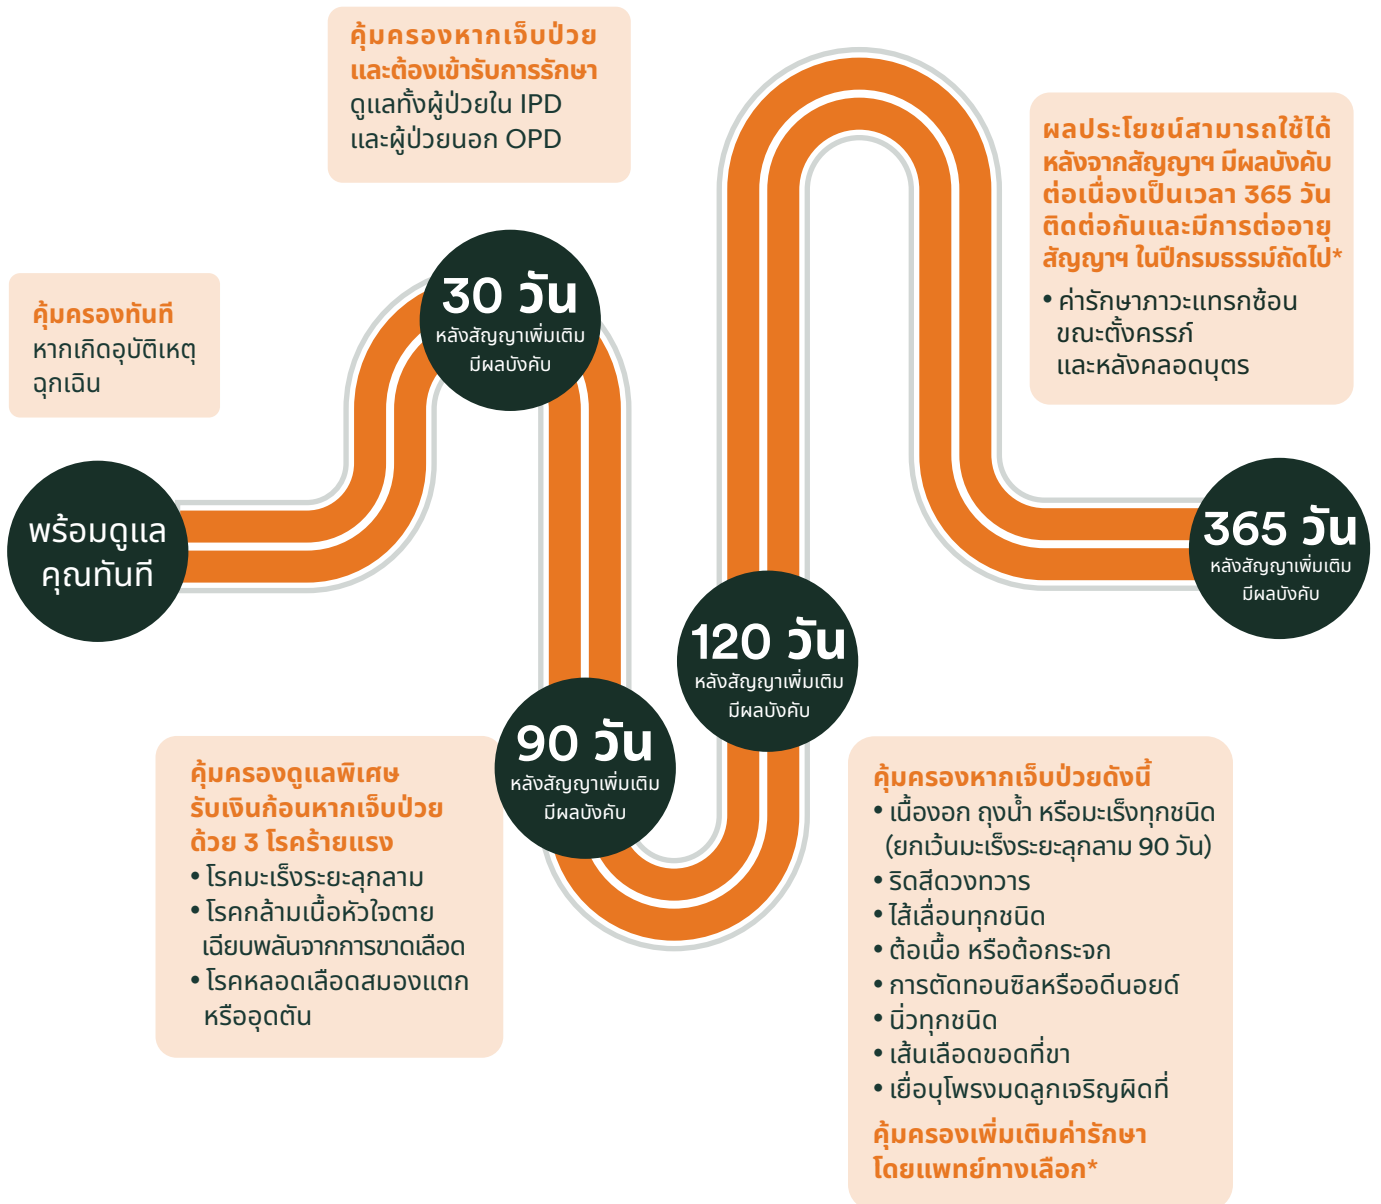 พร้อมดูแล
คุณทันที
คุ้มครองทันที
หากเกิดอุบัติเหตุ
ฉุกเฉิน
30 วัน
หลังสัญญาเพิ่มเติม
มีผลบังคับ
คุ้มครองหากเจ็บป่วย
และต้องเข้ารับการรักษา
ดูแลทั้งผู้ป่วยใน IPD
และผู้ป่วยนอก OPD
90 วัน
หลังสัญญาเพิ่มเติม
มีผลบังคับ
คุ้มครองดูแลพิเศษ
รับเงินก้อนหากเจ็บป่วย
ด้วย 3 โรคร้ายแรง
• โรคมะเร็งระยะลุกลาม
• โรคกล้ามเนื้อหัวใจตาย
เฉียบพลันจากการขาดเลือด
• โรคหลอดเลือดสมองแตก
หรืออุดตัน
120 วัน
หลังสัญญาเพิ่มเติม
มีผลบังคับ
คุ้มครองหากเจ็บป่วยดังนี้
• เนื้องอก ถุงน้ำ หรือมะเร็งทุกชนิด
(ยกเว้นมะเร็งระยะลุกลาม 90 วัน)
• ริดสีดวงทวาร
• ไส้เลื่อนทุกชนิด
• ต้อเนื้อ หรือต้อกระจก
• การตัดทอนซิลหรืออดีนอยด์
• นิ่วทุกชนิด
• เส้นเลือดขอดที่ขา
• เยื่อบุโพรงมดลูกเจริญผิดที่
คุ้มครองเพิ่มเติมค่ารักษา
โดยแพทย์ทางเลือก*
365 วัน
หลังสัญญาเพิ่มเติม
มีผลบังคับ
ผลประโยชน์สามารถใช้ได้
หลังจากสัญญาฯ มีผลบังคับ
ต่อเนื่องเป็นเวลา 365 วัน
ติดต่อกันและมีการต่ออายุ
สัญญาฯ ในปีกรมธรรม์ถัดไป*
• ค่ารักษาภาวะแทรกซ้อน
ขณะตั้งครรภ์
และหลังคลอดบุตร